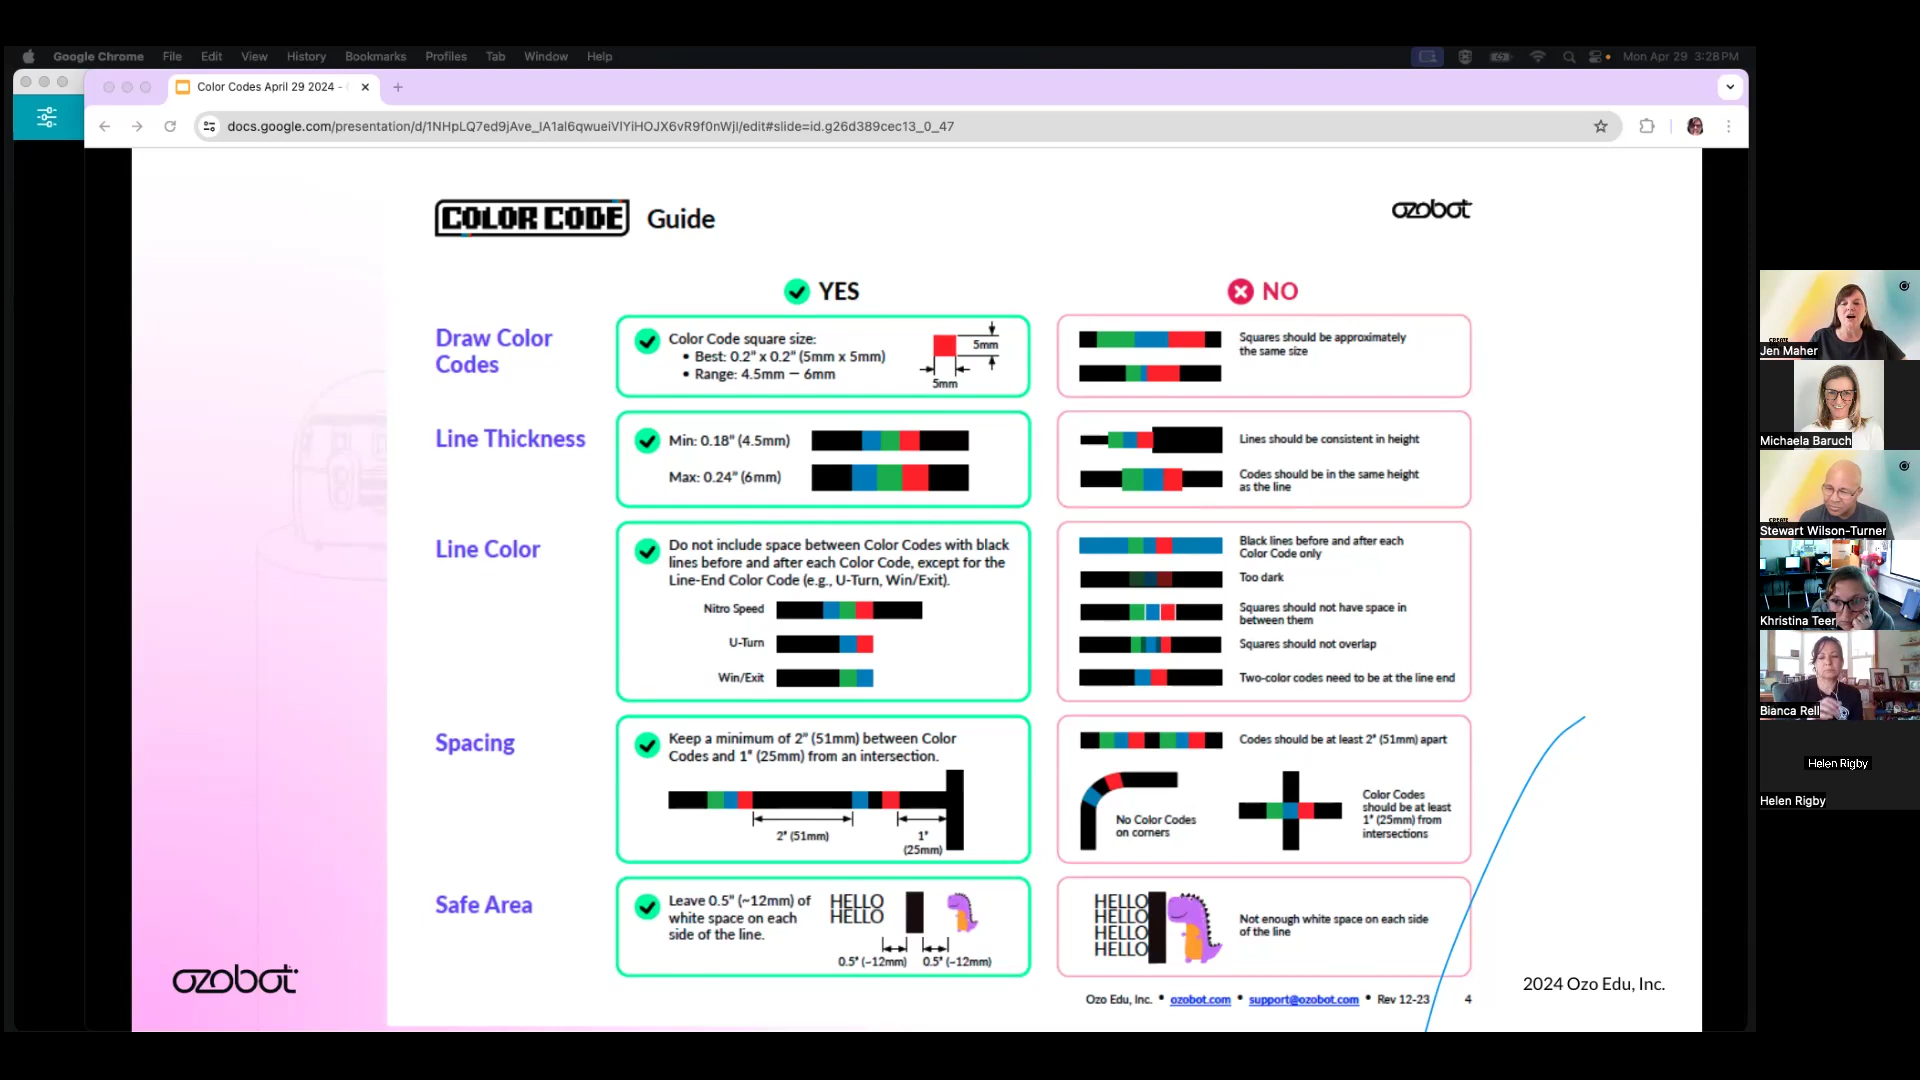 Google Chrome File Edit View History Bookmarks Profiles Tab Window Help Mon Apr 29 3:28 PM
Color Codes April 29 2024 -
docs.google.com/presentation/d/1NHpLQ7ed9jAve_IA1al6qwueiVlYiHOJX6vR9f0nWjI/edit#slide=id.g26d389cec13_0_47
COLOR CODE Guide
ozobot
YES
NO
Draw Color
Codes
Color Code square size:
• Best: 0.2" x 0.2" (5mm x 5mm)
• Range: 4.5mm — 6mm
5mm
5mm
Squares should be approximately
the same size
Line Thickness
Min: 0.18" (4.5mm)
Max: 0.24" (6mm)
Lines should be consistent in height
Codes should be in the same height
as the line
Line Color
Do not include space between Color Codes with black
lines before and after each Color Code, except for the
Line-End Color Code (e.g., U-Turn, Win/Exit).
Nitro Speed
U-Turn
Win/Exit
Black lines before and after each
Color Code only
Too dark
Squares should not have space in
between them
Squares should not overlap
Two-color codes need to be at the line end
Spacing
Keep a minimum of 2" (51mm) between Color
Codes and 1" (25mm) from an intersection.
2" (51mm)
1"
(25mm)
Codes should be at least 2" (51mm) apart
No Color Codes
on corners
Color Codes
should be at least
1" (25mm) from
intersections
Safe Area
Leave 0.5" (~12mm) of
white space on each
side of the line.
HELLO
HELLO
0.5" (~12mm) 0.5" (~12mm)
HELLO
HELLO
HELLO
HELLO
Not enough white space on each side
of the line
ozobot
Ozo Edu, Inc. • ozobot.com • support@ozobot.com • Rev 12-23 4
2024 Ozo Edu, Inc.
CREATE
Jen Maher
Michaela Baruch
CREATE
Stewart Wilson-Turner
Khristina Teer
Bianca Rell
Helen Rigby
Helen Rigby